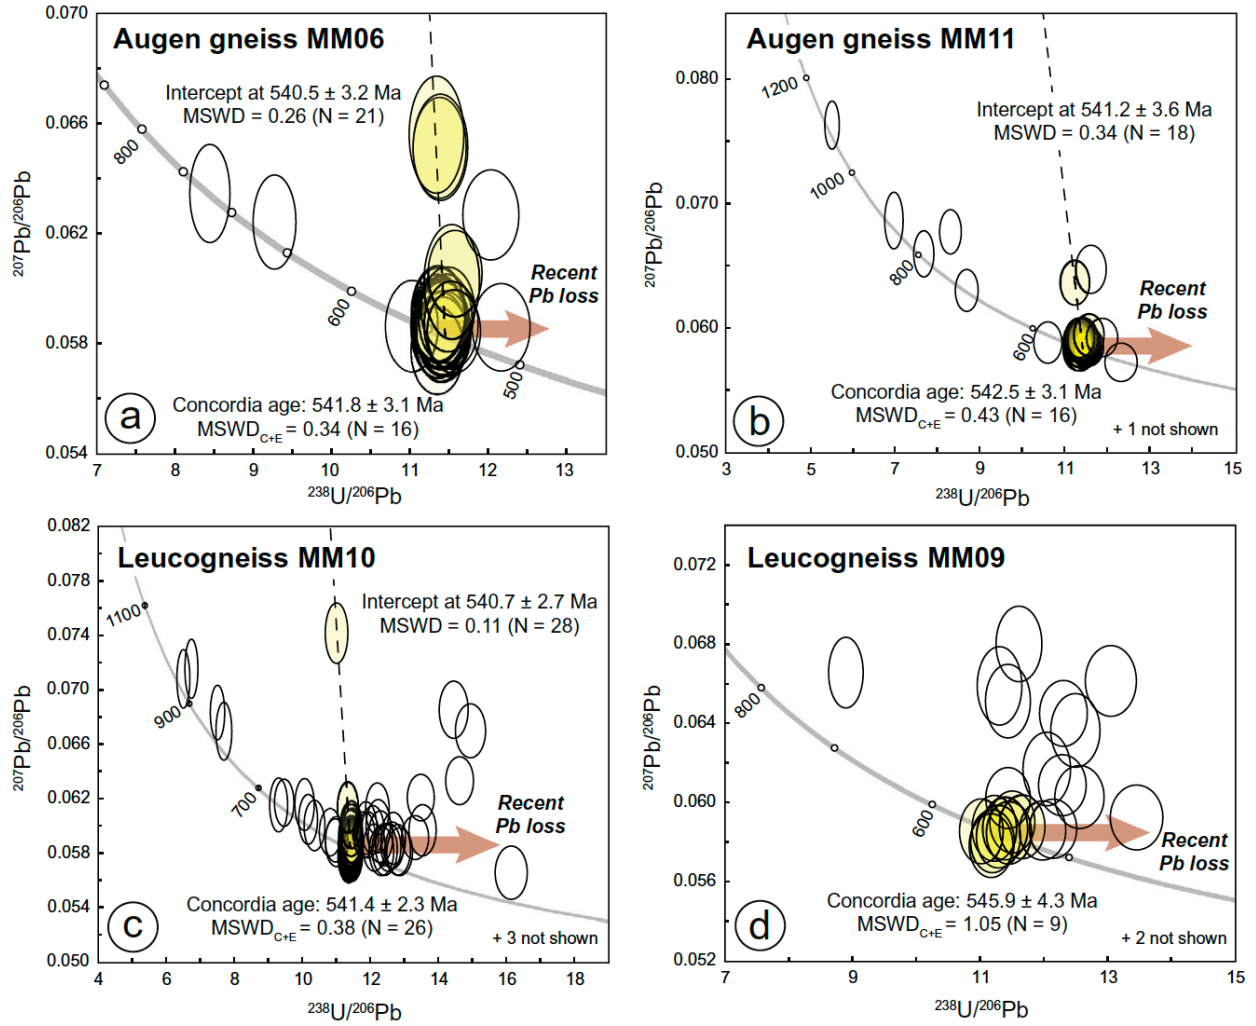 Augen gneiss MM06
Intercept at 540.5 ± 3.2 Ma
MSWD = 0.26 (N = 21)
800
600
500
Recent
Pb loss
Concordia age: 541.8 ± 3.1 Ma
MSWD_C+E = 0.34 (N = 16)
a
0.070
0.066
0.062
0.058
0.054
²⁰⁷Pb/²⁰⁶Pb
7 8 9 10 11 12 13
²³⁸U/²⁰⁶Pb
Augen gneiss MM11
1200
1000
800
600
Intercept at 541.2 ± 3.6 Ma
MSWD = 0.34 (N = 18)
Recent
Pb loss
Concordia age: 542.5 ± 3.1 Ma
MSWD_C+E = 0.43 (N = 16)
+ 1 not shown
b
0.080
0.070
0.060
0.050
²⁰⁷Pb/²⁰⁶Pb
3 5 7 9 11 13 15
²³⁸U/²⁰⁶Pb
Leucogneiss MM10
1100
900
700
Intercept at 540.7 ± 2.7 Ma
MSWD = 0.11 (N = 28)
Recent
Pb loss
Concordia age: 541.4 ± 2.3 Ma
MSWD_C+E = 0.38 (N = 26)
+ 3 not shown
c
0.082
0.078
0.074
0.070
0.066
0.062
0.058
0.054
0.050
²⁰⁷Pb/²⁰⁶Pb
4 6 8 10 12 14 16 18
²³⁸U/²⁰⁶Pb
Leucogneiss MM09
800
600
Recent
Pb loss
Concordia age: 545.9 ± 4.3 Ma
MSWD_C+E = 1.05 (N = 9)
+ 2 not shown
d
0.072
0.068
0.064
0.060
0.056
0.052
²⁰⁷Pb/²⁰⁶Pb
7 9 11 13 15
²³⁸U/²⁰⁶Pb